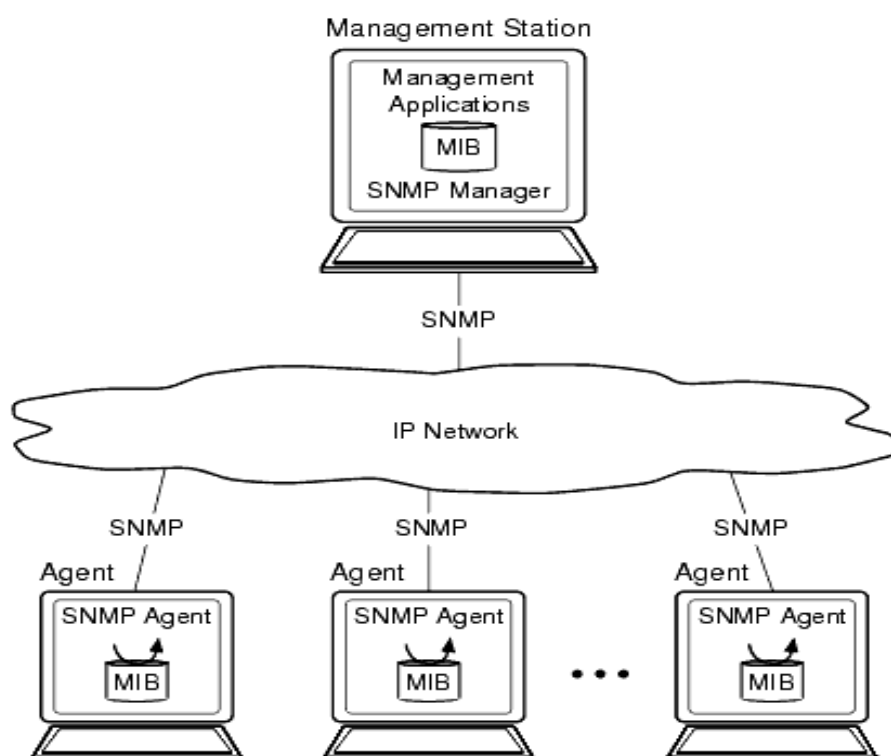 Management Station
Management
Applications
MIB
SNMP Manager
SNMP
IP Network
SNMP
SNMP
SNMP
Agent
Agent
Agent
SNMP Agent
SNMP Agent
SNMP Agent
MIB
MIB
MIB